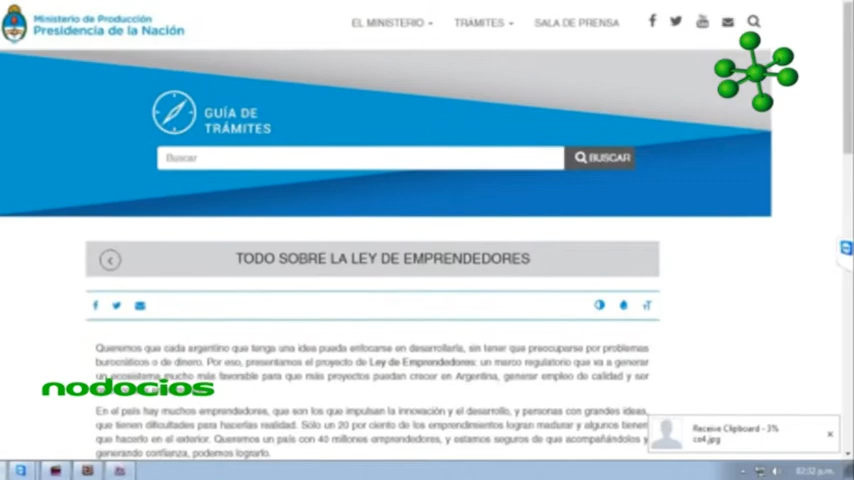 Ministerio de Producción
Presidencia de la Nación
EL MINISTERIO
TRÁMITES
SALA DE PRENSA
GUÍA DE
TRÁMITES
Buscar
BUSCAR
TODO SOBRE LA LEY DE EMPRENDEDORES
Queremos que cada argentino que tenga una idea pueda enfocarse en desarrollarla, sin tener que preocuparse por problemas
burocráticos o de dinero. Por eso, presentamos el proyecto de Ley de Emprendedores: un marco regulatorio que va a generar
un ecosistema mucho más favorable para que más proyectos puedan crecer en Argentina, generar empleo de calidad y ser
nodocios
En el país hay muchos emprendedores, que son los que impulsan la innovación y el desarrollo, y personas con grandes ideas,
que tienen dificultades para hacerlas realidad. Sólo un 20 por ciento de los emprendimientos logran madurar y algunos tienen
que hacerlo en el exterior. Queremos un país con 40 millones emprendedores, y estamos seguros de que acompañándolos y
generando confianza, podemos lograrlo.
Receive Clipboard - 3%
co4.jpg
02:32 p.m.